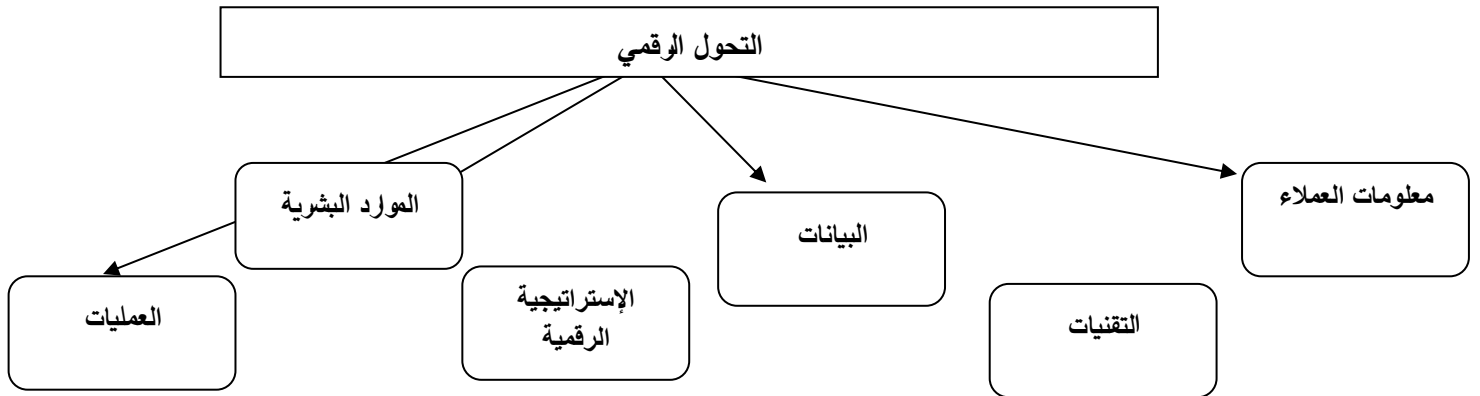 التحول الرقمي
معلومات العملاء
الموارد البشرية
البيانات
الإستراتيجية
الرقمية
التقنيات
العمليات